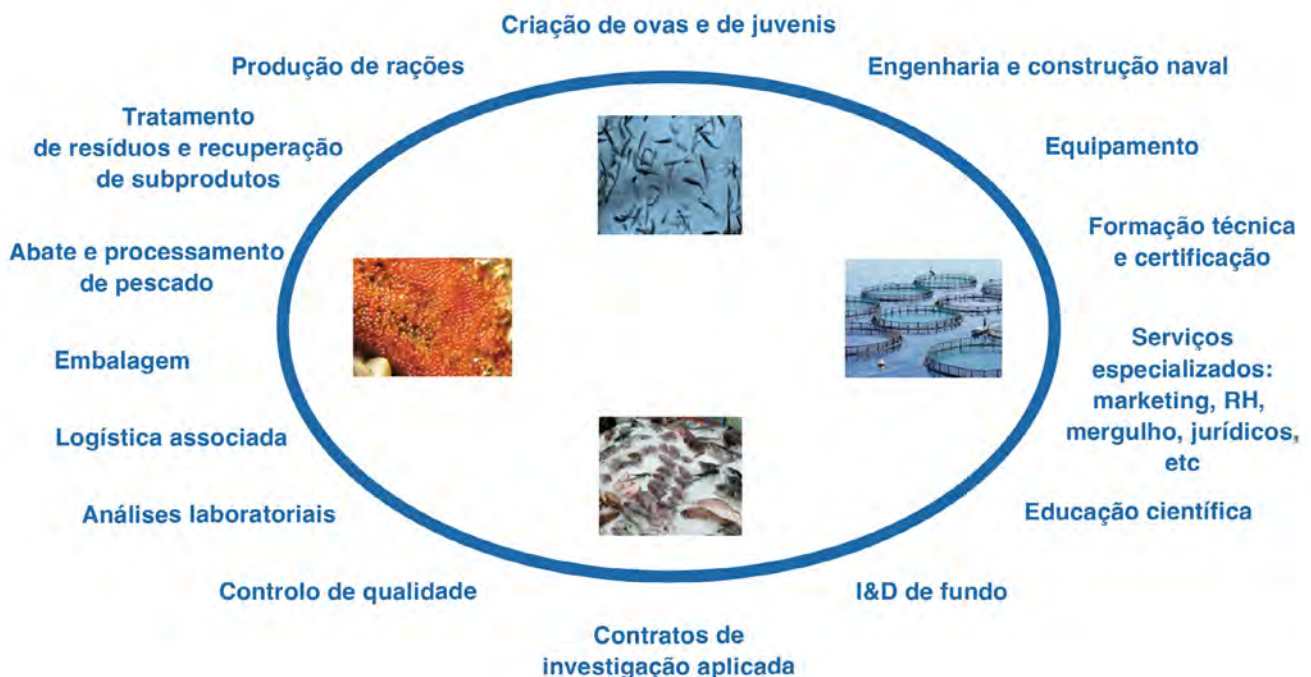 Criação de ovas e de juvenis
Produção de rações
Engenharia e construção naval
Tratamento
de resíduos e recuperação
de subprodutos
Equipamento
Formação técnica
e certificação
Abate e processamento
de pescado
Serviços
especializados:
marketing, RH,
mergulho, jurídicos,
etc
Embalagem
Logística associada
Análises laboratoriais
Educação científica
Controlo de qualidade
I&D de fundo
Contratos de
investigação aplicada